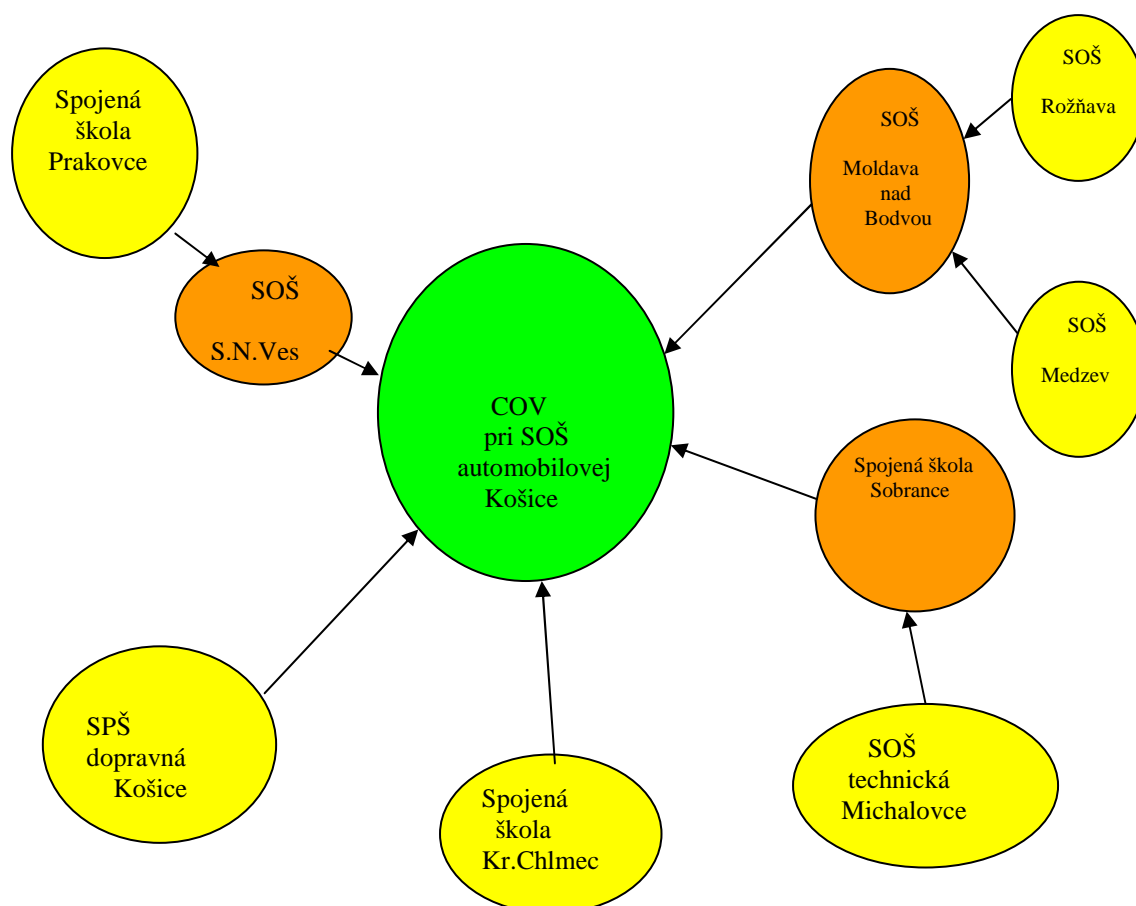 Spojená
škola
Prakovce
SOŠ
S.N.Ves
COV
pri SOŠ
automobilovej
Košice
SOŠ
Moldava
nad
Bodvou
SOŠ
Rožňava
SOŠ
Medzev
Spojená škola
Sobrance
SPŠ
dopravná
Košice
Spojená
škola
Kr.Chlmec
SOŠ
technická
Michalovce